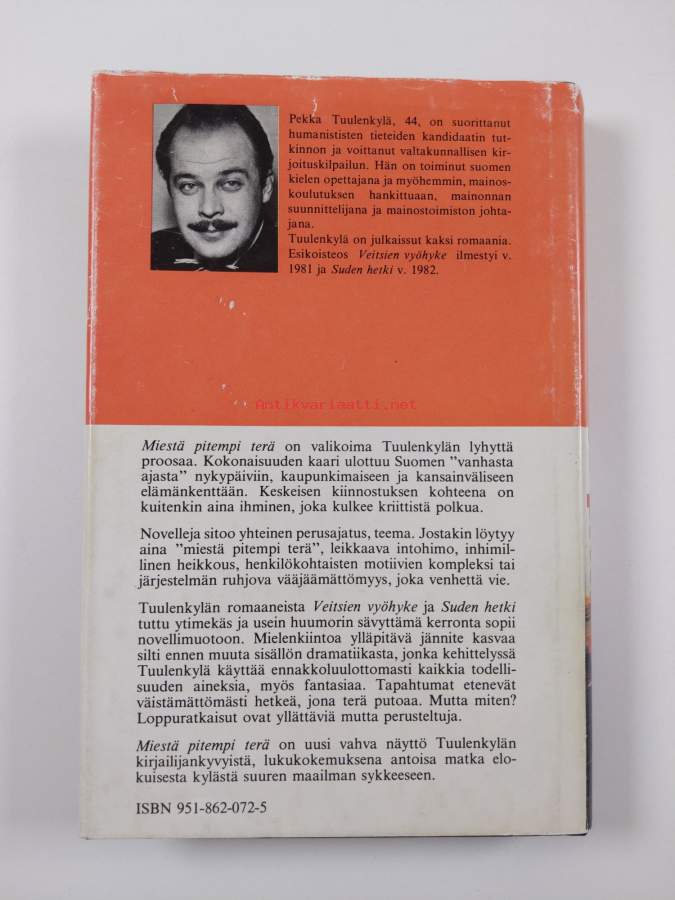 Pekka Tuulenkylä, 44, on suorittanut
humanististen tieteiden kandidaatin tut-
kinnon ja voittanut valtakunnallisen kir-
joituskilpailun. Hän on toiminut suomen
kielen opettajana ja myöhemmin, mainos-
koulutuksen hankittuaan, mainonnan
suunnittelijana ja mainostoimiston johta-
jana.
Tuulenkylä on julkaissut kaksi romaania.
Esikoisteos Veitsien vyöhyke ilmestyi v.
1981 ja Suden hetki v. 1982.
Antikvariaatti.net
Miestä pitempi terä on valikoima Tuulenkylän lyhyttä
proosaa. Kokonaisuuden kaari ulottuu Suomen ”vanhasta
ajasta” nykypäiviin, kaupunkimaiseen ja kansainväliseen
elämänkenttään. Keskeisen kiinnostuksen kohteena on
kuitenkin aina ihminen, joka kulkee kriittistä polkua.
Novelleja sitoo yhteinen perusajatus, teema. Jostakin löytyy
aina ”miestä pitempi terä”, leikkaava intohimo, inhimil-
linen heikkous, henkilökohtaisten motiivien kompleksi tai
järjestelmän ruhjova vääjäämättömyys, joka venhettä vie.
Tuulenkylän romaaneista Veitsien vyöhyke ja Suden hetki
tuttu ytimekäs ja usein huumorin sävyttämä kerronta sopii
novellimuotoon. Mielenkiintoa ylläpitävä jännite kasvaa
silti ennen muuta sisällön dramatiikasta, jonka kehittelyssä
Tuulenkylä käyttää ennakkoluulottomasti kaikkia todelli-
suuden aineksia, myös fantasiaa. Tapahtumat etenevät
väistämättömästi hetkeä, jona terä putoaa. Mutta miten?
Loppuratkaisut ovat yllättäviä mutta perusteltuja.
Miestä pitempi terä on uusi vahva näyttö Tuulenkylän
kirjailijankyvyistä, lukukokemuksena antoisa matka elo-
kuisesta kylästä suuren maailman sykkeeseen.
ISBN 951-862-072-5